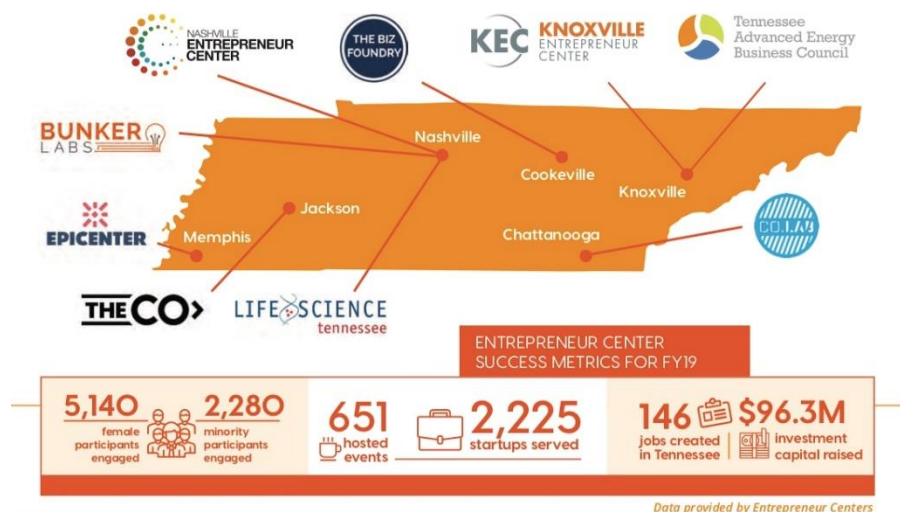 NASHVILLE
ENTREPRENEUR
CENTER
THE BIZ
FOUNDRY
KEC
KNOXVILLE
ENTREPRENEUR
CENTER
Tennessee
Advanced Energy
Business Council
BUNKER
LABS
Nashville
Cookeville
Knoxville
Jackson
EPICENTER
Memphis
Chattanooga
CO.LAB
THE CO
LIFE SCIENCE
tennessee
ENTREPRENEUR CENTER
SUCCESS METRICS FOR FY19
5,140
female
participants
engaged
2,280
minority
participants
engaged
651
hosted
events
2,225
startups served
146
jobs created
in Tennessee
$96.3M
investment
capital raised
Data provided by Entrepreneur Centers